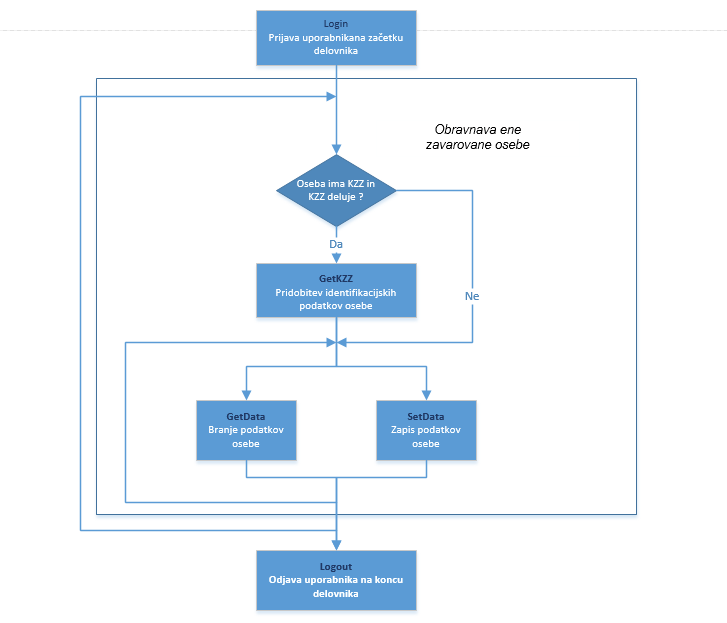 Login
Prijava uporabnikana začetku
delovnika
Obravnava ene
zavarovane osebe
Oseba ima KZZ in
KZZ deluje ?
Da
GetKZZ
Pridobitev identifikacijskih
podatkov osebe
Ne
GetData
Branje podatkov
osebe
SetData
Zapis podatkov
osebe
Logout
Odjava uporabnika na koncu
delovnika